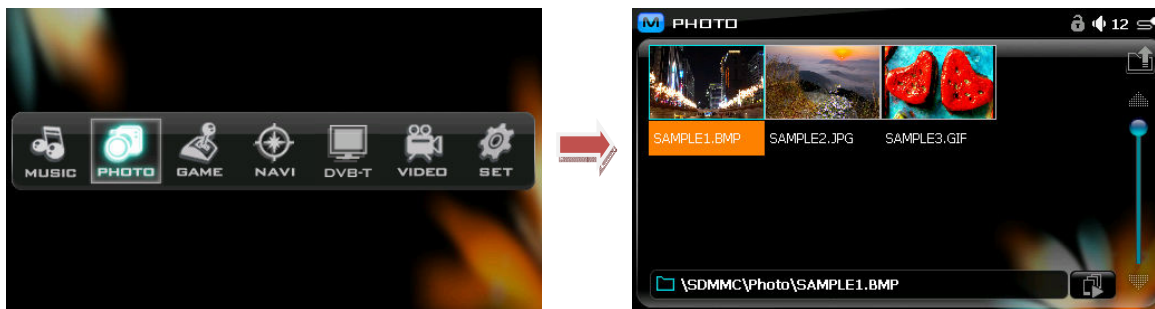 MUSIC PHOTO GAME NAVI DVB-T VIDEO SET
M PHOTO 12
SAMPLE1.BMP SAMPLE2.JPG SAMPLE3.GIF
\SDMMC\Photo\SAMPLE1.BMP